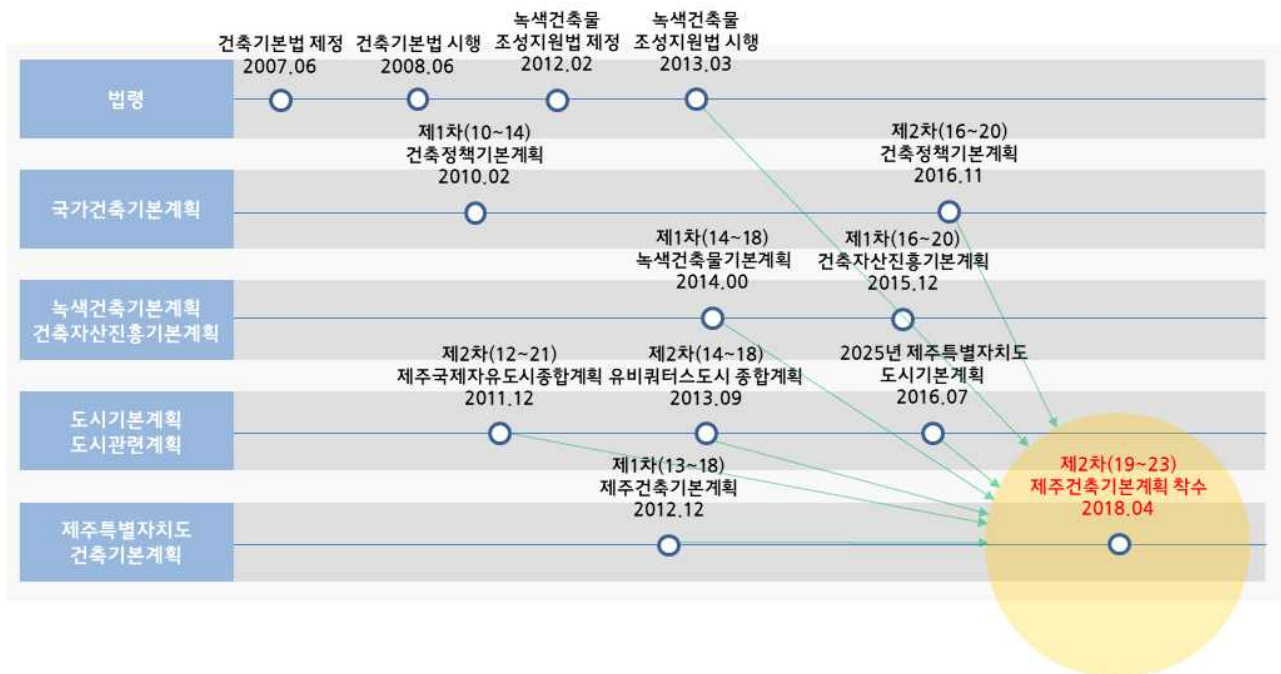 건축기본법 제정
2007.06
건축기본법 시행
2008.06
녹색건축물
조성지원법 제정
2012.02
녹색건축물
조성지원법 시행
2013.03
법령
제1차(10~14)
건축정책기본계획
2010.02
제2차(16~20)
건축정책기본계획
2016.11
국가건축기본계획
제1차(14~18)
녹색건축물기본계획
2014.00
제1차(16~20)
건축자산진흥기본계획
2015.12
녹색건축기본계획
건축자산진흥기본계획
제2차(12~21)
제주국제자유도시종합계획
2011.12
제2차(14~18)
유비쿼터스도시 종합계획
2013.09
2025년 제주특별자치도
도시기본계획
2016.07
도시기본계획
도시관련계획
제1차(13~18)
제주건축기본계획
2012.12
제2차(19~23)
제주건축기본계획 착수
2018.04
제주특별자치도
건축기본계획